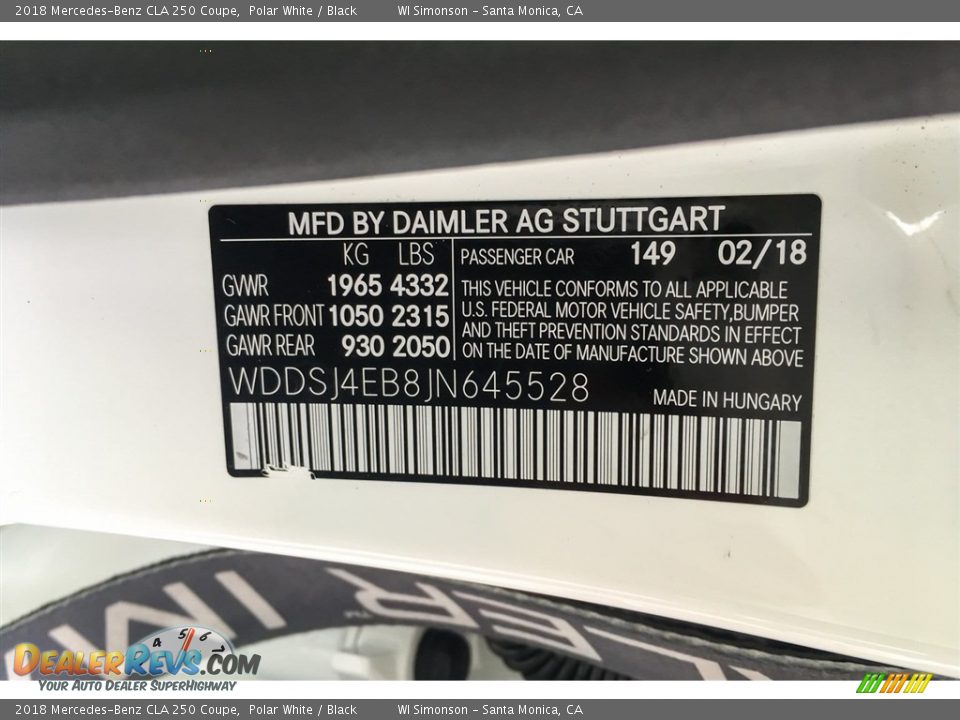 2018 Mercedes-Benz CLA 250 Coupe, Polar White / Black WI Simonson - Santa Monica, CA
MFD BY DAIMLER AG STUTTGART
KG LBS PASSENGER CAR 149 02/18
GVWR 1965 4332
GAWR FRONT 1050 2315
GAWR REAR 930 2050
THIS VEHICLE CONFORMS TO ALL APPLICABLE
U.S. FEDERAL MOTOR VEHICLE SAFETY,BUMPER
AND THEFT PREVENTION STANDARDS IN EFFECT
ON THE DATE OF MANUFACTURE SHOWN ABOVE
WDDSJ4EB8JN645528
MADE IN HUNGARY
4 5 6 7
DEALERREVS.COM
YOUR AUTO DEALER SUPERHIGHWAY
2018 Mercedes-Benz CLA 250 Coupe, Polar White / Black WI Simonson - Santa Monica, CA